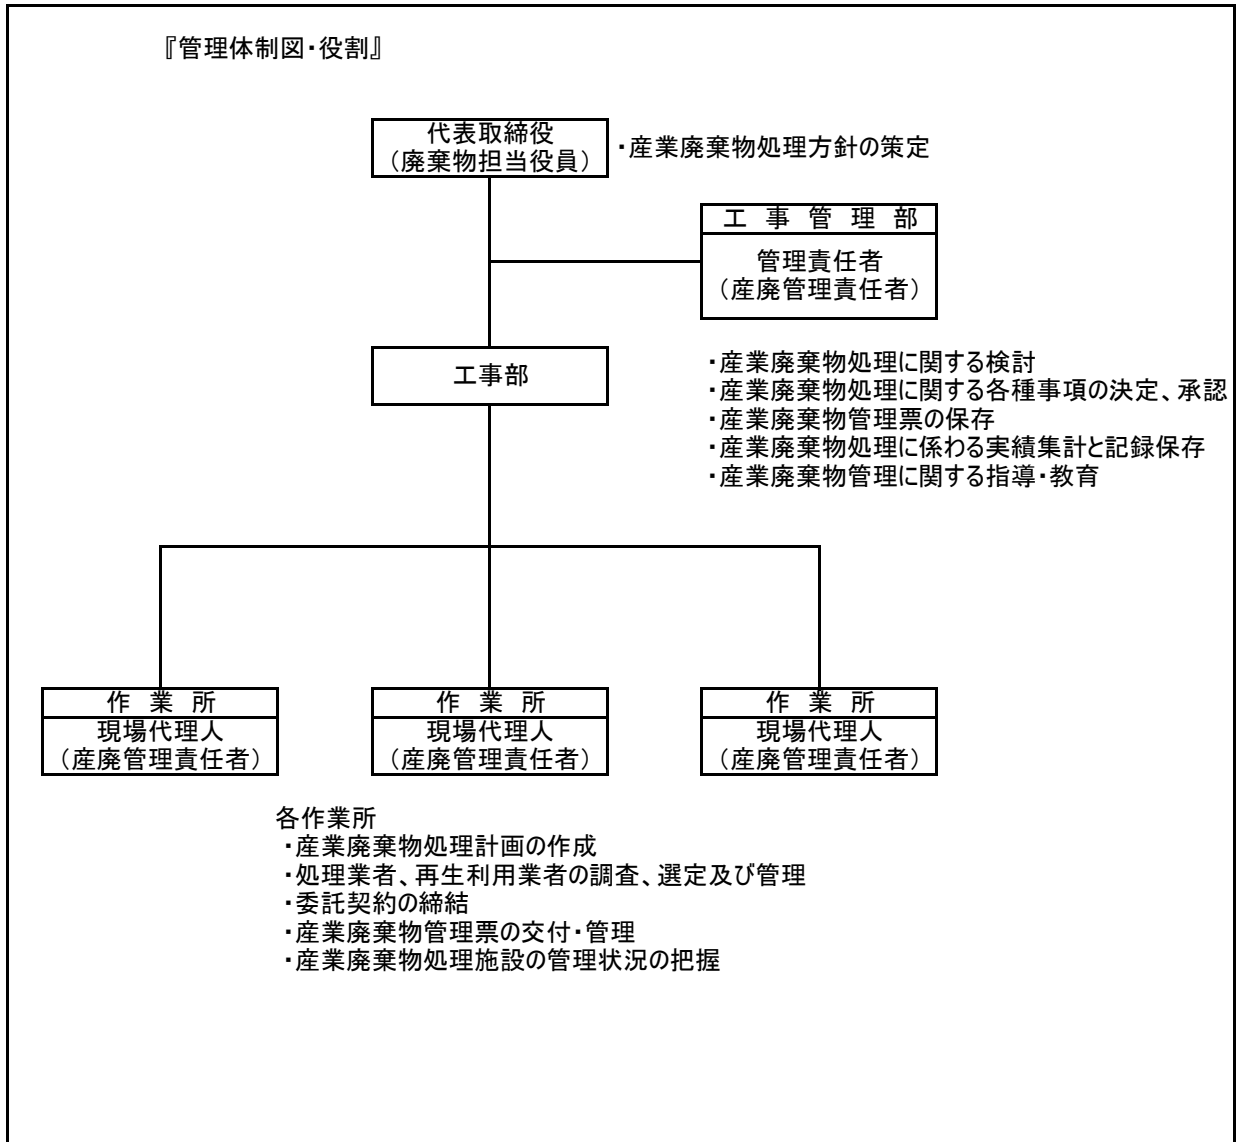 『管理体制図・役割』
代表取締役
（廃棄物担当役員）
・産業廃棄物処理方針の策定
工事管理部
管理責任者
（産廃管理責任者）
工事部
・産業廃棄物処理に関する検討
・産業廃棄物処理に関する各種事項の決定、承認
・産業廃棄物管理票の保存
・産業廃棄物処理に係わる実績集計と記録保存
・産業廃棄物管理に関する指導・教育
作業所
現場代理人
（産廃管理責任者）
作業所
現場代理人
（産廃管理責任者）
作業所
現場代理人
（産廃管理責任者）
各作業所
・産業廃棄物処理計画の作成
・処理業者、再生利用業者の調査、選定及び管理
・委託契約の締結
・産業廃棄物管理票の交付・管理
・産業廃棄物処理施設の管理状況の把握